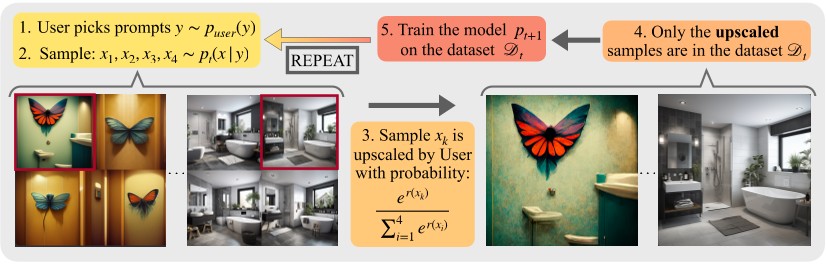 1. User picks prompts y ∼ p_user(y)
2. Sample: x₁, x₂, x₃, x₄ ∼ pₜ(x | y)
REPEAT
5. Train the model pₜ₊₁
on the dataset 𝒟ₜ
4. Only the upscaled
samples are in the dataset 𝒟ₜ
...
3. Sample xₖ is
upscaled by User
with probability:
e^{r(xₖ)}
∑⁴ᵢ₌₁ e^{r(xᵢ)}
...